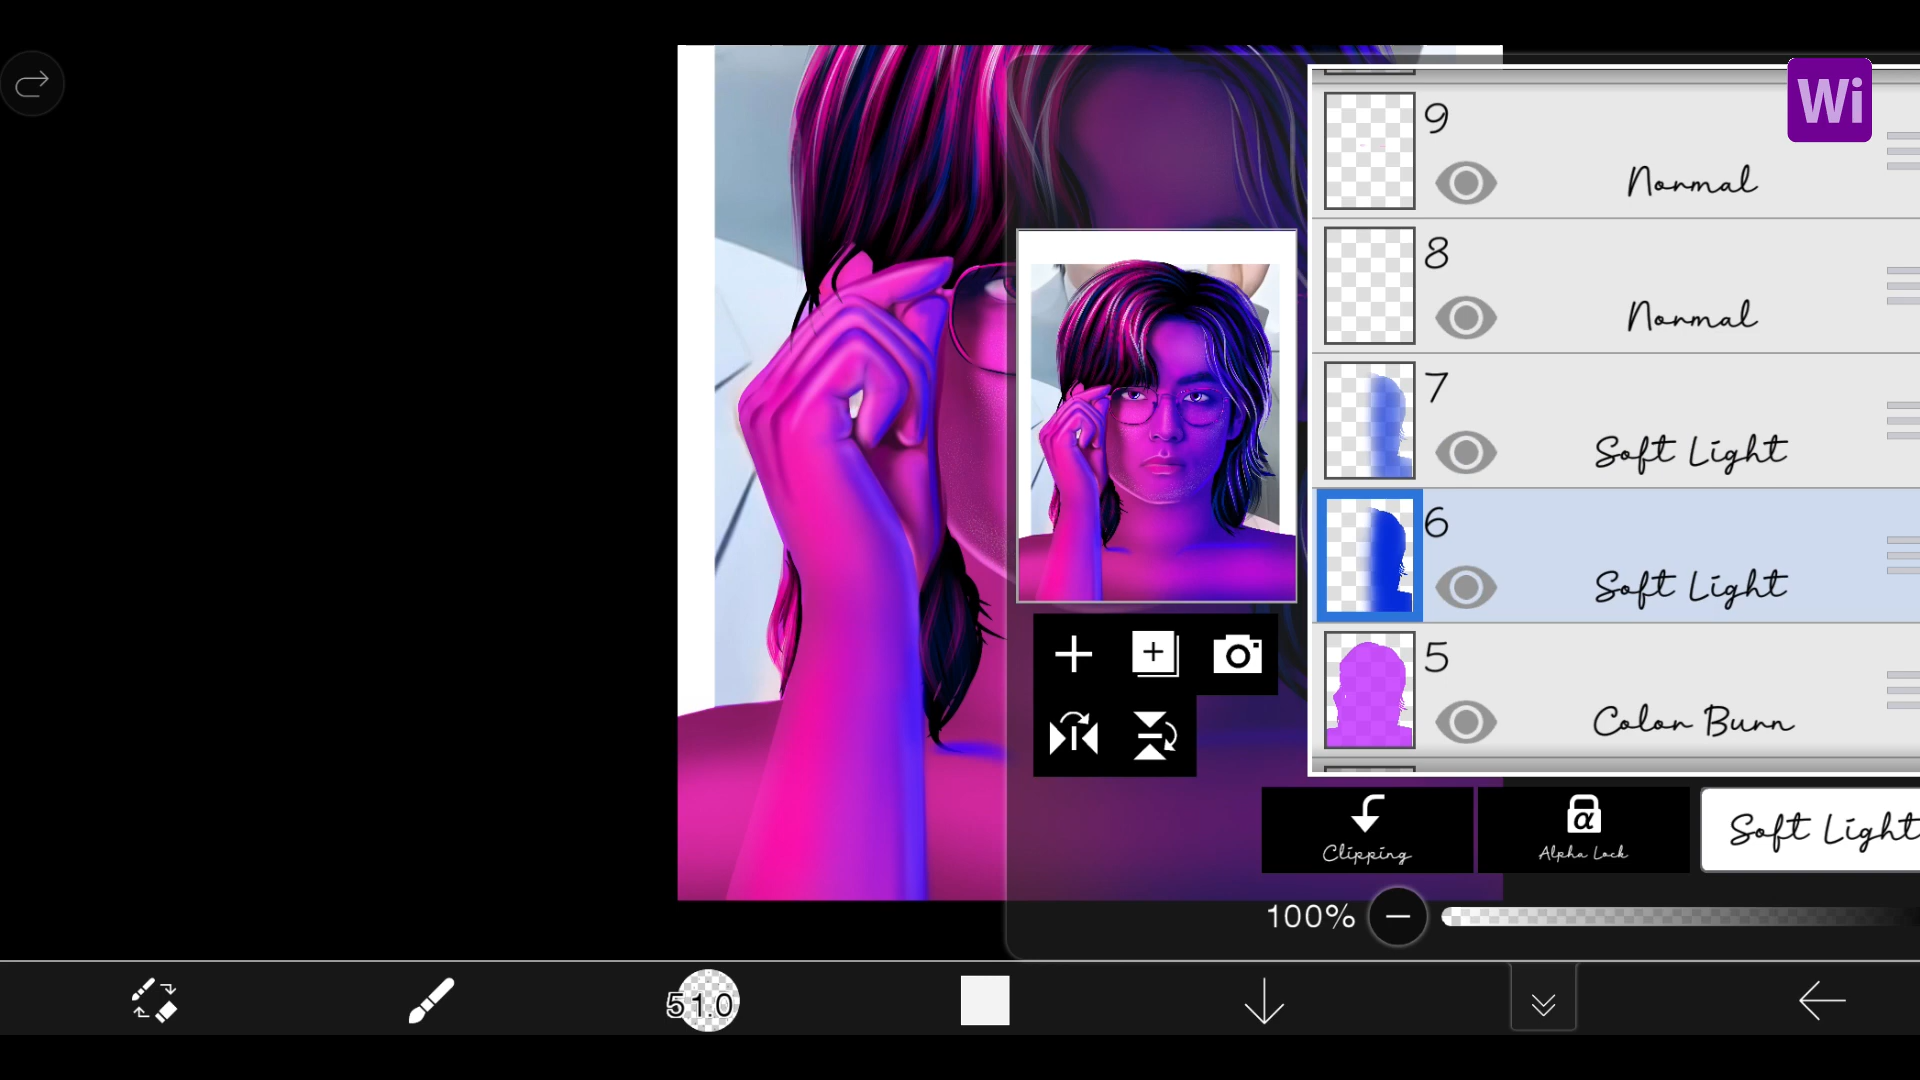 Wi
9
Normal
8
Normal
7
Soft Light
6
Soft Light
5
Color Burn
Clipping
α
Alpha Lock
Soft Light
100%
51.0